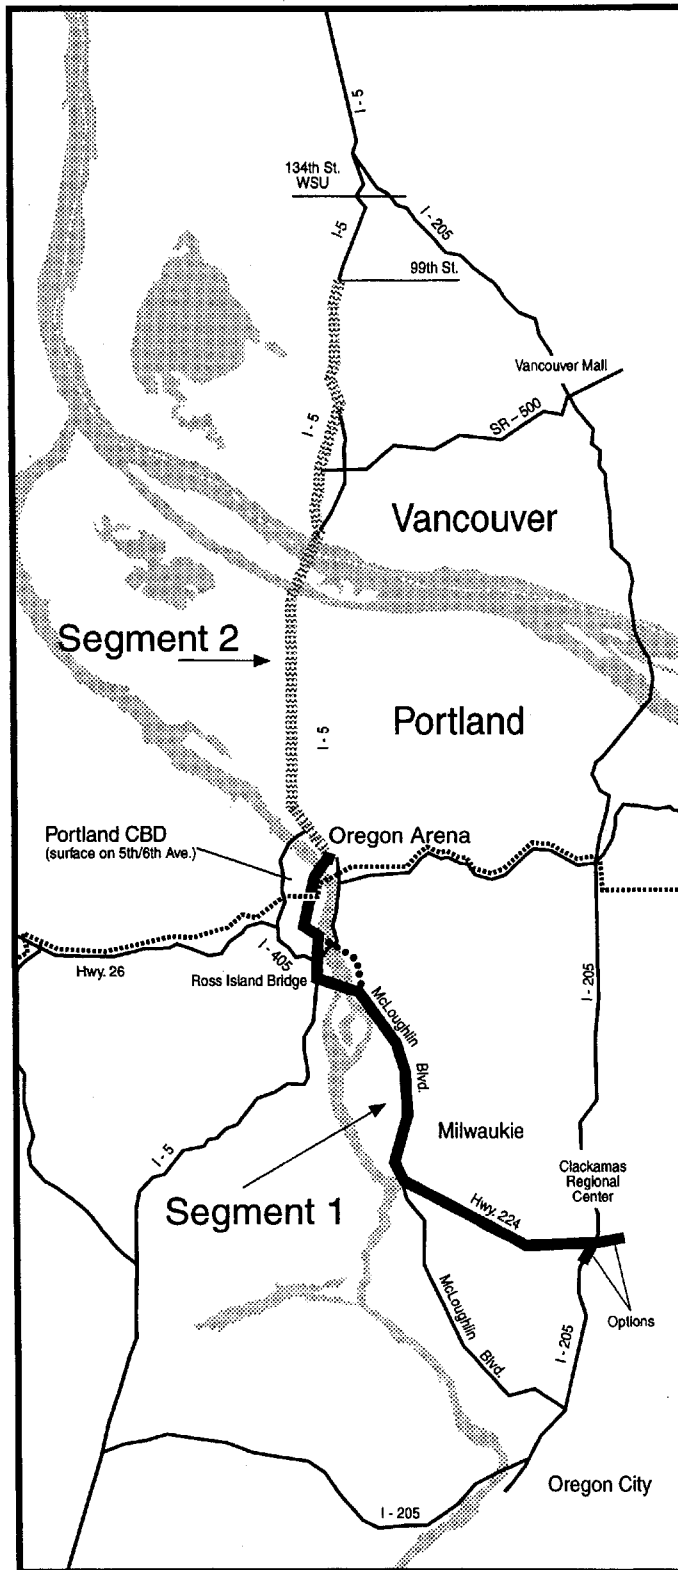 I-5
134th St.
WSU
I - 205
I-5
99th St.
Vancouver Mall
SR - 500
I - 5
Vancouver
Segment 2
Portland
I - 5
Portland CBD
(surface on 5th/6th Ave.)
Oregon Arena
I - 405
Hwy. 26
Ross Island Bridge
I - 205
McLoughlin
Blvd.
Milwaukie
I - 5
Clackamas
Regional
Center
Segment 1
Hwy. 224
McLoughlin
Blvd.
Options
I - 205
Oregon City
I - 205